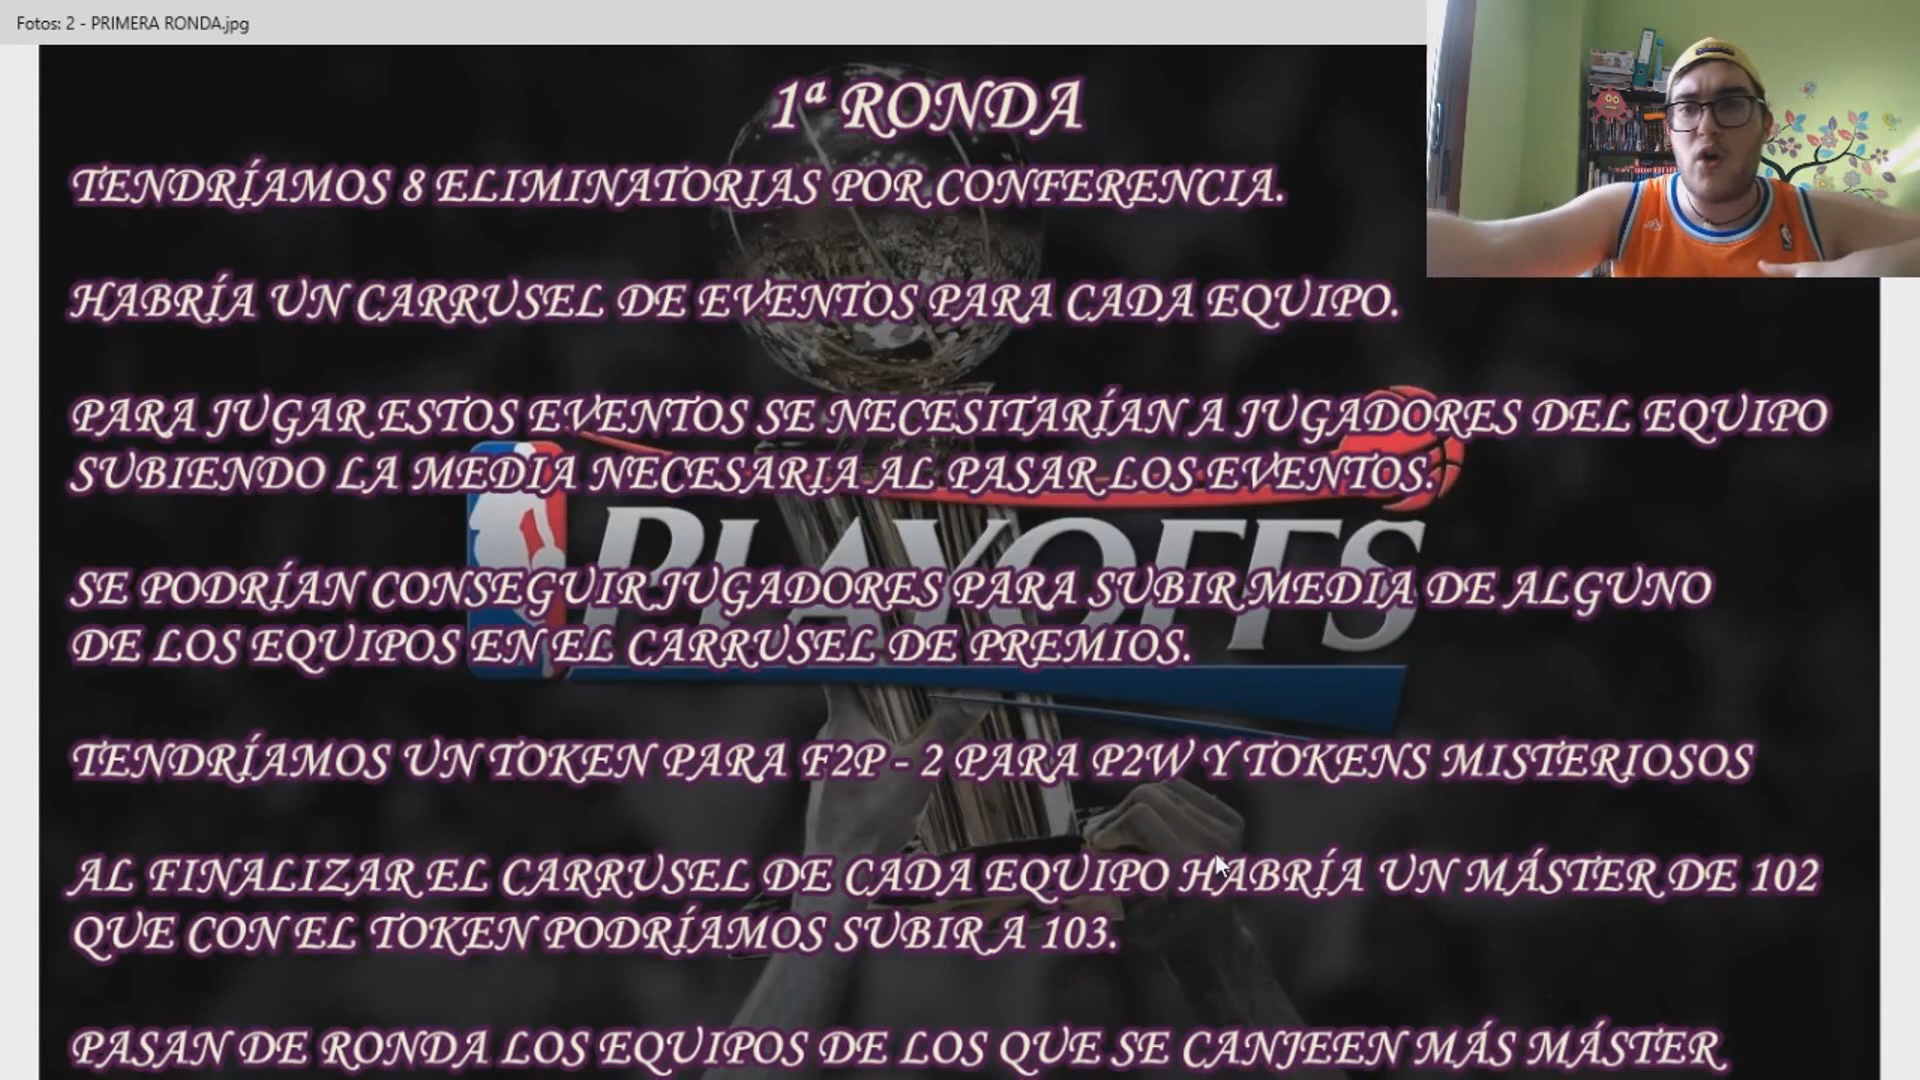 Fotos: 2 - PRIMERA RONDA.jpg
1ª RONDA
TENDRÍAMOS 8 ELIMINATORIAS POR CONFERENCIA.
HABRÍA UN CARRUSEL DE EVENTOS PARA CADA EQUIPO.
PARA JUGAR ESTOS EVENTOS SE NECESITARÍAN A JUGADORES DEL EQUIPO
SUBIENDO LA MEDIA NECESARIA AL PASAR LOS EVENTOS.
PLAYOFFS
SE PODRÍAN CONSEGUIR JUGADORES PARA SUBIR MEDIA DE ALGUNO
DE LOS EQUIPOS EN EL CARRUSEL DE PREMIOS.
TENDRÍAMOS UN TOKEN PARA F2P - 2 PARA P2W Y TOKENS MISTERIOSOS
AL FINALIZAR EL CARRUSEL DE CADA EQUIPO HABRÍA UN MÁSTER DE 102
QUE CON EL TOKEN PODRÍAMOS SUBIR A 103.
PASAN DE RONDA LOS EQUIPOS DE LOS QUE SE CANJEEN MÁS MÁSTER